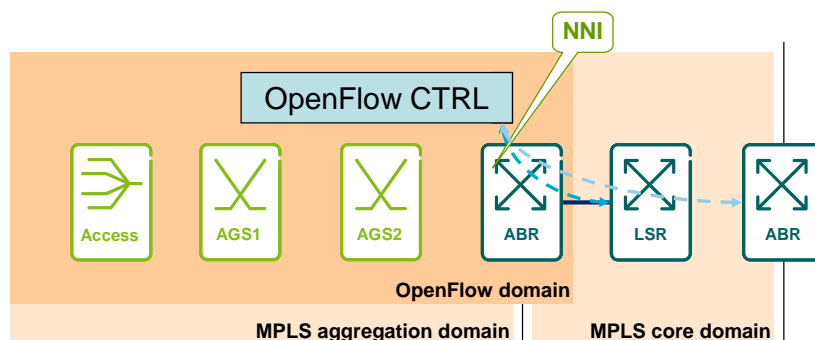 NNI
OpenFlow CTRL
Access
AGS1
AGS2
ABR
LSR
ABR
OpenFlow domain
MPLS aggregation domain
MPLS core domain